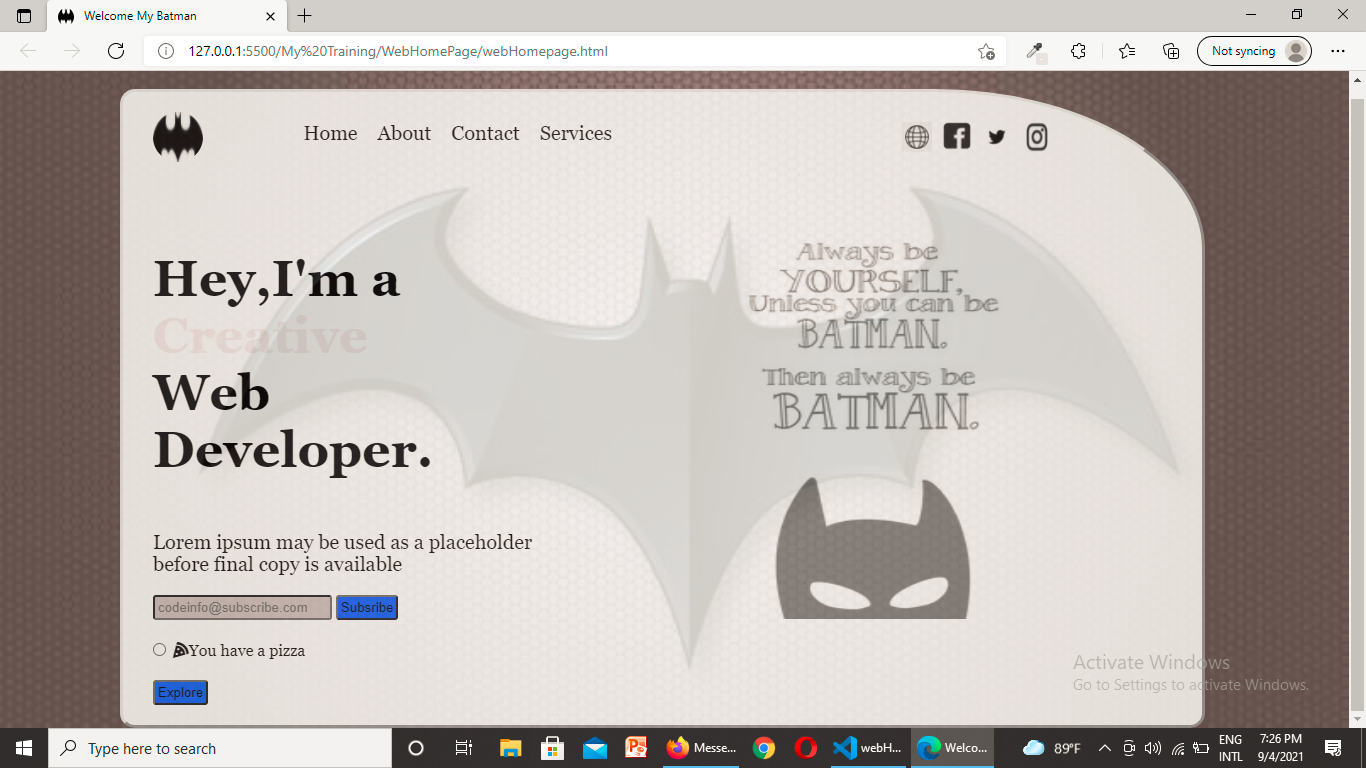 Welcome My Batman
127.0.0.1:5500/My%20Training/WebHomePage/webHomepage.html
Not syncing
Home About Contact Services
Hey,I'm a
Creative
Web
Developer.
Always be
YOURSELF,
Unless you can be
BATMAN.
Then always be
BATMAN.
Lorem ipsum may be used as a placeholder
before final copy is available
codeinfo@subscribe.com Subsribe
You have a pizza
Explore
Activate Windows
Go to Settings to activate Windows.
Type here to search
Messe...
webH...
Welco...
89°F
ENG
INTL
7:26 PM
9/4/2021